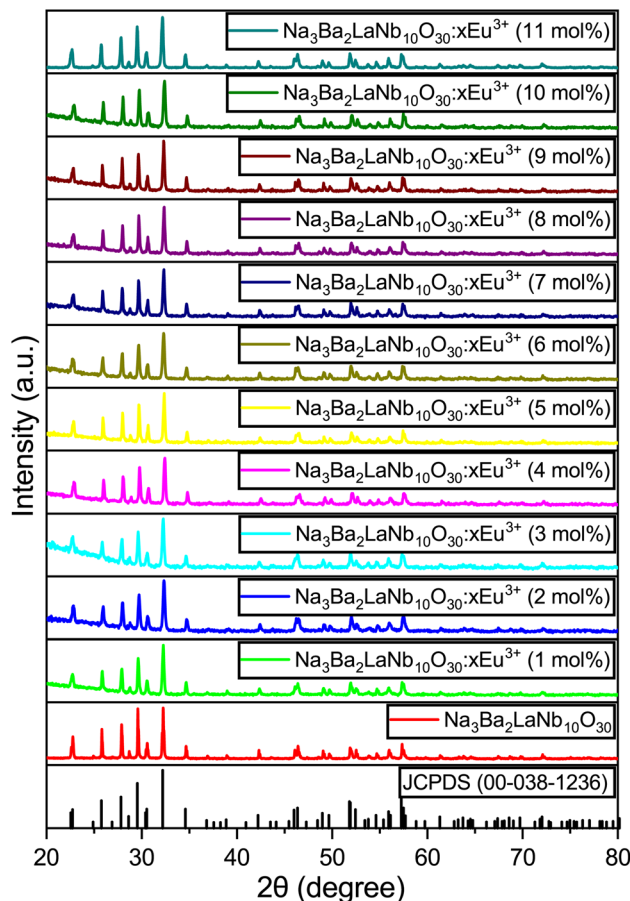 Na₃Ba₂LaNb₁₀O₃₀:xEu³⁺ (11 mol%)
Na₃Ba₂LaNb₁₀O₃₀:xEu³⁺ (10 mol%)
Na₃Ba₂LaNb₁₀O₃₀:xEu³⁺ (9 mol%)
Na₃Ba₂LaNb₁₀O₃₀:xEu³⁺ (8 mol%)
Na₃Ba₂LaNb₁₀O₃₀:xEu³⁺ (7 mol%)
Na₃Ba₂LaNb₁₀O₃₀:xEu³⁺ (6 mol%)
Na₃Ba₂LaNb₁₀O₃₀:xEu³⁺ (5 mol%)
Na₃Ba₂LaNb₁₀O₃₀:xEu³⁺ (4 mol%)
Na₃Ba₂LaNb₁₀O₃₀:xEu³⁺ (3 mol%)
Na₃Ba₂LaNb₁₀O₃₀:xEu³⁺ (2 mol%)
Na₃Ba₂LaNb₁₀O₃₀:xEu³⁺ (1 mol%)
Na₃Ba₂LaNb₁₀O₃₀
JCPDS (00-038-1236)
Intensity (a.u.)
20 30 40 50 60 70 80
2θ (degree)